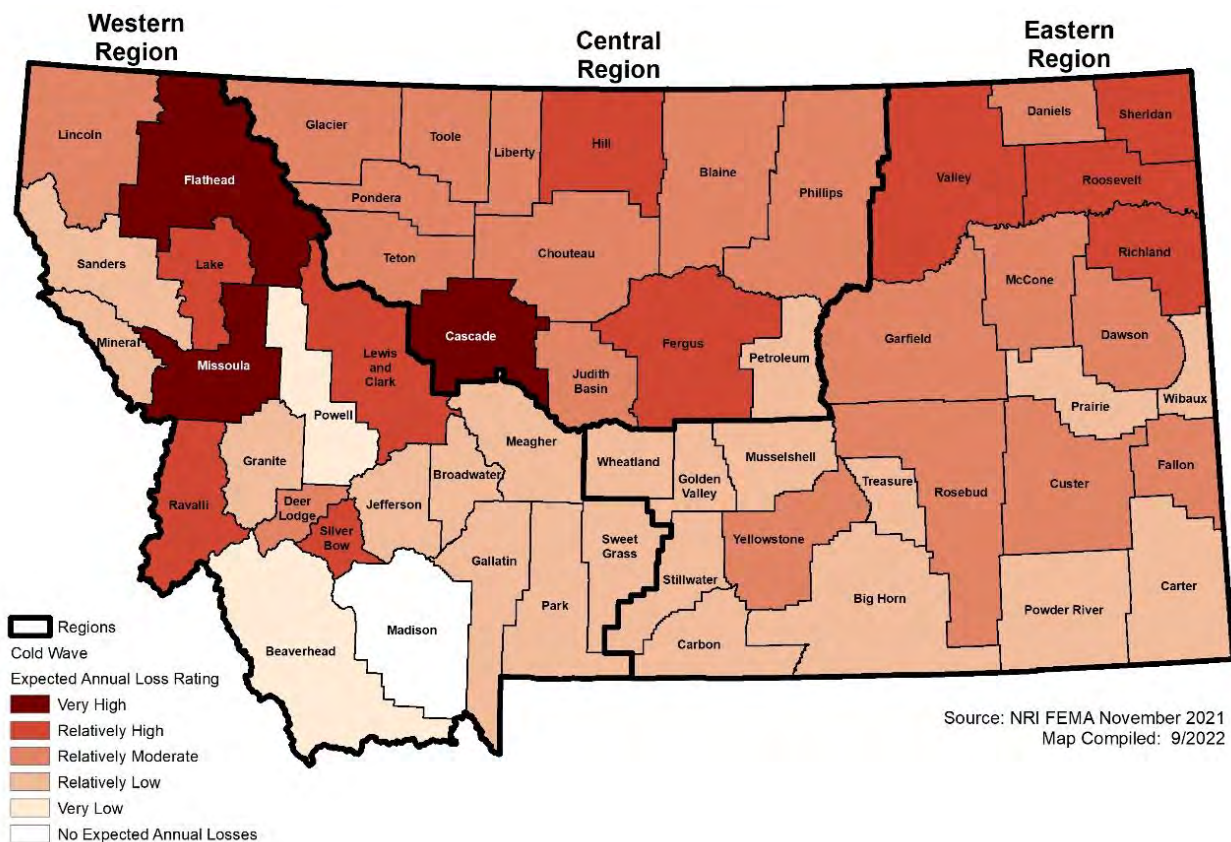 Western
Region
Central
Region
Eastern
Region
Lincoln
Flathead
Glacier
Toole
Liberty
Hill
Blaine
Phillips
Valley
Daniels
Sheridan
Roosevelt
Pondera
Teton
Chouteau
Richland
Sanders
Lake
McCone
Dawson
Garfield
Mineral
Missoula
Powell
Lewis
and
Clark
Cascade
Judith
Basin
Fergus
Petroleum
Prairie
Wibaux
Ravalli
Granite
Deer
Lodge
Silver
Bow
Jefferson
Broadwater
Meagher
Wheatland
Golden
Valley
Musselshell
Treasure
Rosebud
Custer
Fallon
Yellowstone
Sweet
Grass
Stillwater
Gallatin
Park
Big Horn
Carbon
Powder River
Carter
Beaverhead
Madison
Regions
Cold Wave
Expected Annual Loss Rating
Very High
Relatively High
Relatively Moderate
Relatively Low
Very Low
No Expected Annual Losses
Source: NRI FEMA November 2021
Map Compiled: 9/2022